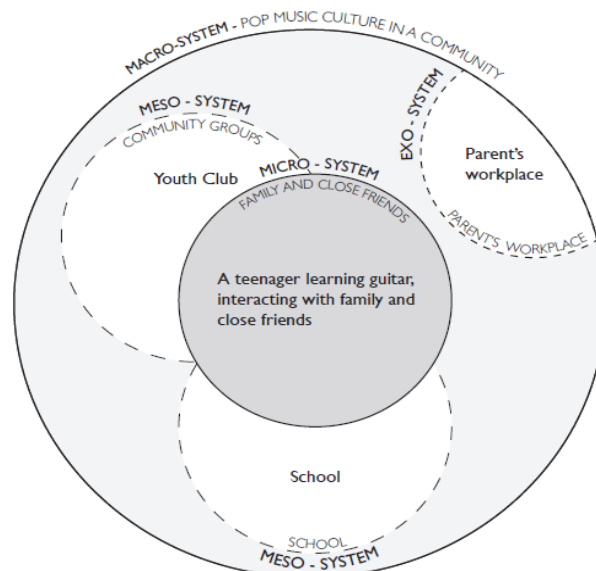 MACRO-SYSTEM - POP MUSIC CULTURE IN A COMMUNITY
MESO - SYSTEM
COMMUNITY GROUPS
Youth Club
EXO - SYSTEM
Parent's
workplace
PARENT'S WORKPLACE
MICRO - SYSTEM
FAMILY AND CLOSE FRIENDS
A teenager learning guitar,
interacting with family and
close friends
School
SCHOOL
MESO - SYSTEM